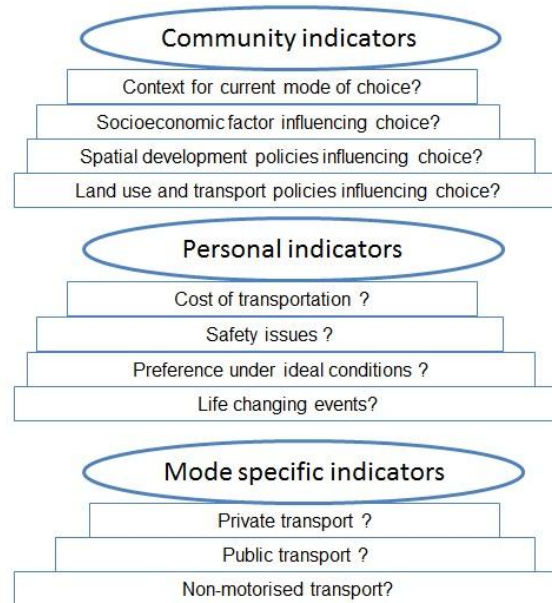 Community indicators
Context for current mode of choice?
Socioeconomic factor influencing choice?
Spatial development policies influencing choice?
Land use and transport policies influencing choice?
Personal indicators
Cost of transportation ?
Safety issues ?
Preference under ideal conditions ?
Life changing events?
Mode specific indicators
Private transport ?
Public transport ?
Non-motorised transport?